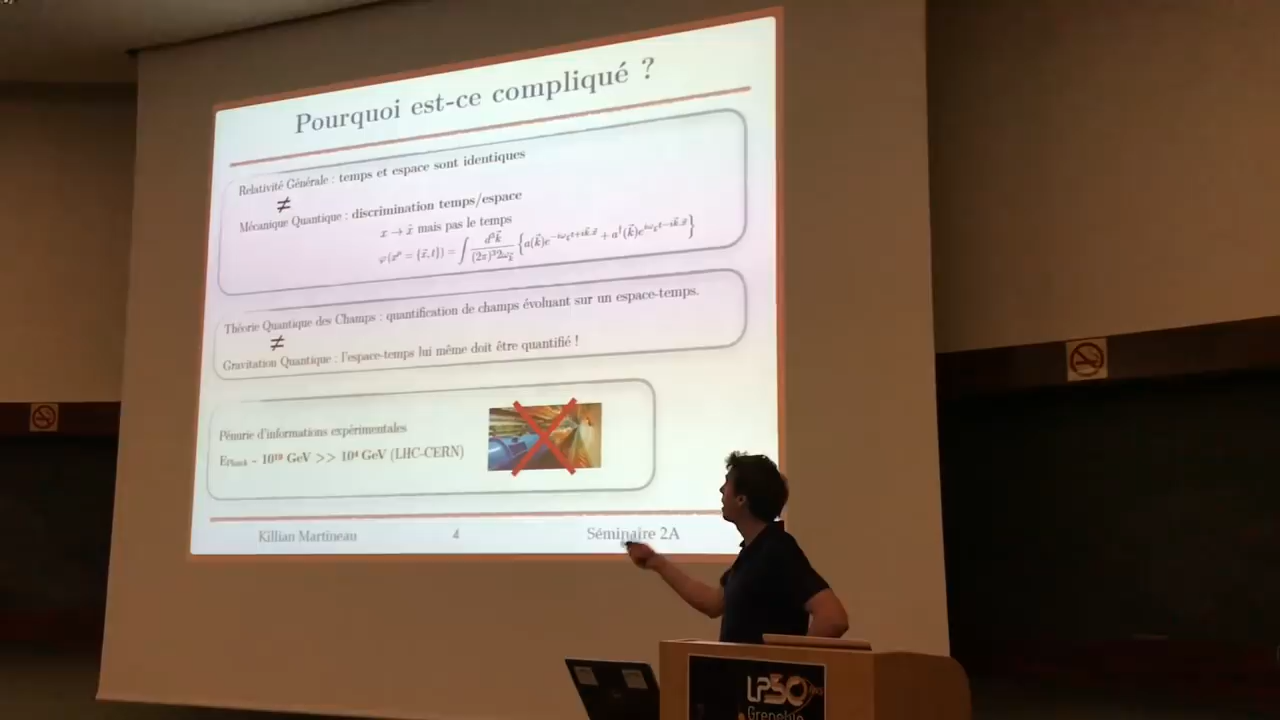 Pourquoi est-ce compliqué ?
Relativité Générale : temps et espace sont identiques
≠
Mécanique Quantique : discrimination temps/espace
x → x̂ mais pas le temps
φ(x^μ = {x⃗, t}) = ∫ d³k⃗ / (2π)³2ω_k⃗ {a(k⃗)e^{-iω_k⃗ t+ik⃗.x⃗} + a†(k⃗)e^{iω_k⃗ t-ik⃗.x⃗}}
Théorie Quantique des Champs : quantification de champs évoluant sur un espace-temps.
≠
Gravitation Quantique : l'espace-temps lui même doit être quantifié !
Pénurie d'informations expérimentales
E_Planck ~ 10¹⁹ GeV >> 10⁴ GeV (LHC-CERN)
Killian Martineau 4 Séminaire 2A
Grenoble